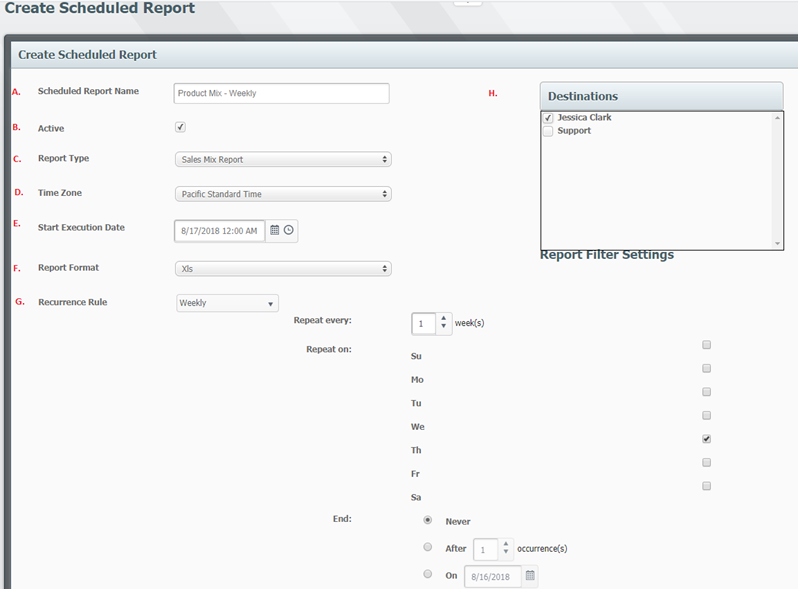 Create Scheduled Report
Create Scheduled Report
A. Scheduled Report Name Product Mix - Weekly
H. Destinations
Jessica Clark
Support
B. Active
C. Report Type Sales Mix Report
D. Time Zone Pacific Standard Time
E. Start Execution Date 8/17/2018 12:00 AM
Report Filter Settings
F. Report Format Xls
G. Recurrence Rule Weekly
Repeat every: 1 week(s)
Repeat on:
Su
Mo
Tu
We
Th
Fr
Sa
End: Never
After 1 occurrence(s)
On 8/16/2018